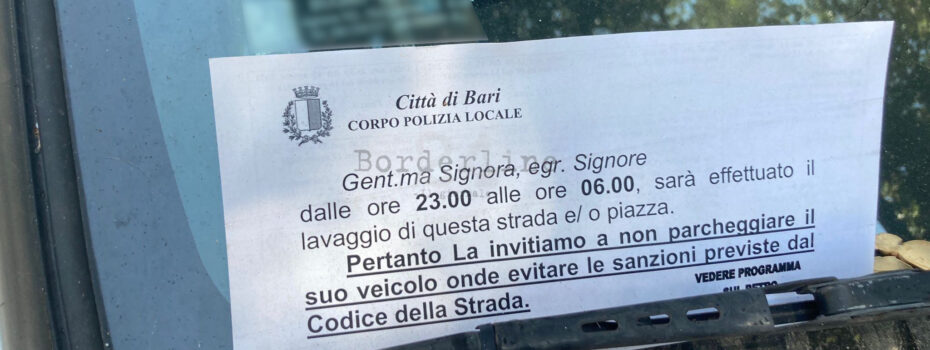 Città di Bari
CORPO POLIZIA LOCALE
Borderline
Gent.ma Signora, egr. Signore
dalle ore 23.00 alle ore 06.00, sarà effettuato il
lavaggio di questa strada e/ o piazza.
Pertanto La invitiamo a non parcheggiare il
suo veicolo onde evitare le sanzioni previste dal
Codice della Strada.
VEDERE PROGRAMMA
SUL RETRO